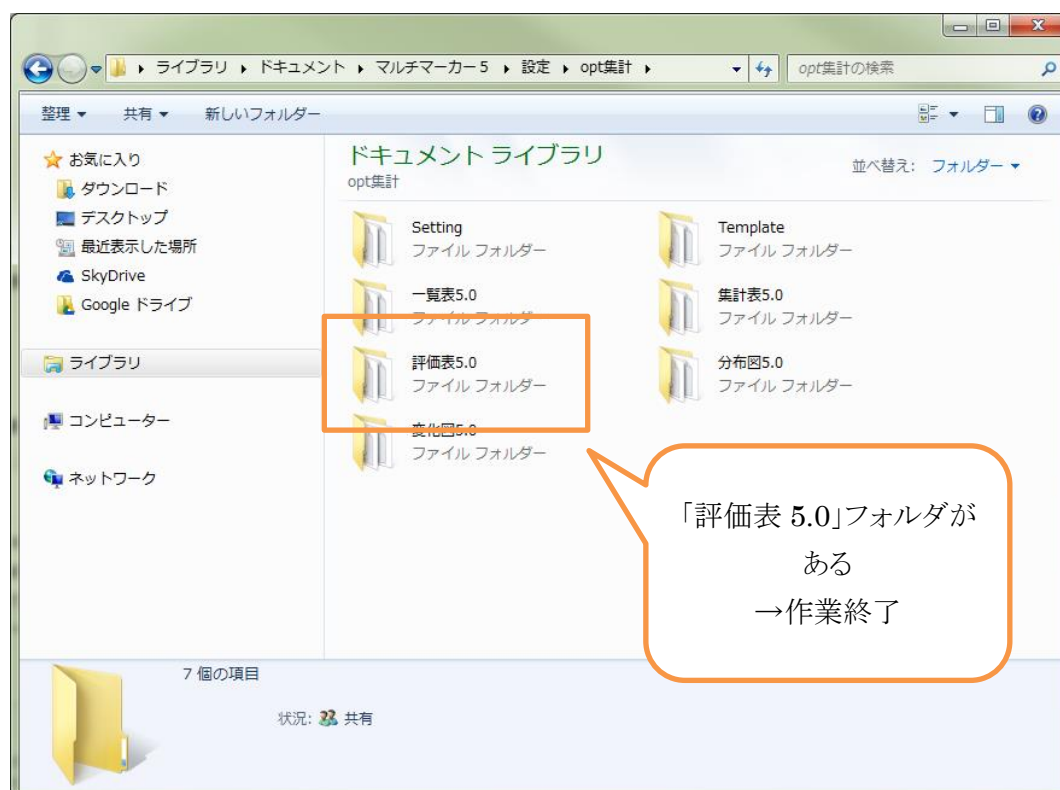 ライブラリ ▸ ドキュメント ▸ マルチマーカー5 ▸ 設定 ▸ opt集計 ▸
opt集計の検索
整理 ▼ 共有 ▼ 新しいフォルダー
お気に入り
ダウンロード
デスクトップ
最近表示した場所
SkyDrive
Google ドライブ
ライブラリ
コンピューター
ネットワーク
ドキュメント ライブラリ
opt集計
並べ替え: フォルダー ▼
Setting
ファイル フォルダー
Template
ファイル フォルダー
一覧表5.0
ファイル フォルダー
集計表5.0
ファイル フォルダー
評価表5.0
ファイル フォルダー
分布図5.0
ファイル フォルダー
変化図5.0
ファイル フォルダー
「評価表 5.0」フォルダが
ある
→作業終了
7 個の項目
状況: 共有